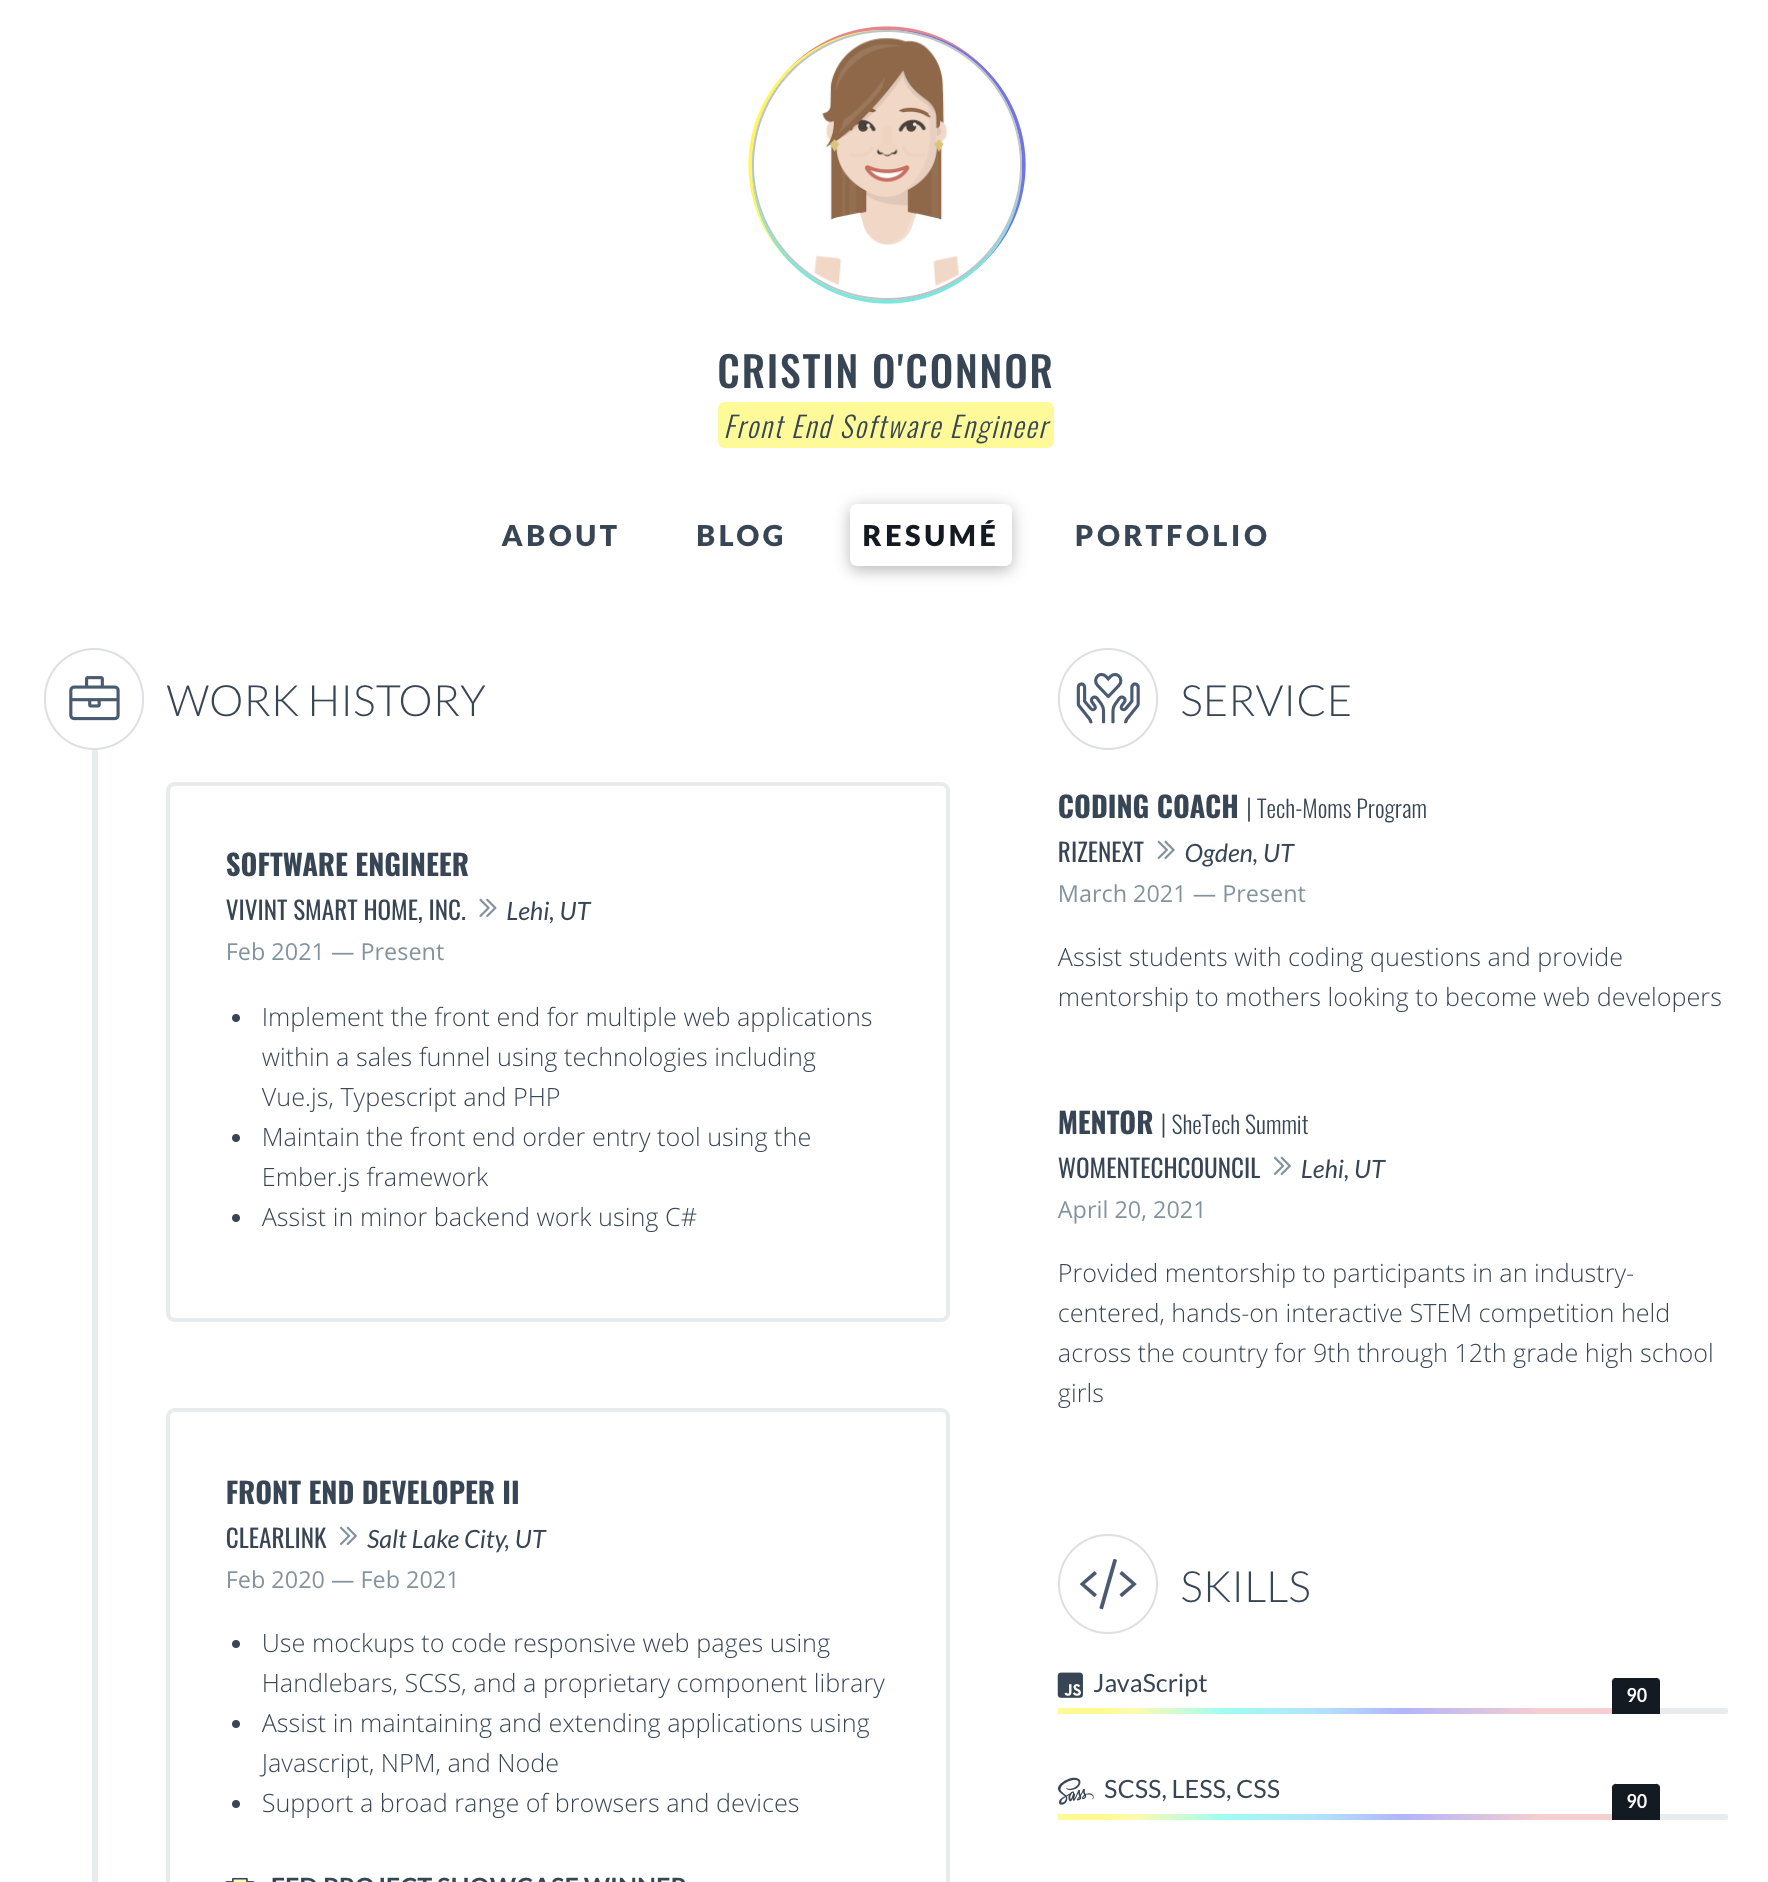 CRISTIN O'CONNOR
Front End Software Engineer
ABOUT BLOG RESUMÉ PORTFOLIO
WORK HISTORY
SOFTWARE ENGINEER
VIVINT SMART HOME, INC. » Lehi, UT
Feb 2021 — Present
• Implement the front end for multiple web applications
within a sales funnel using technologies including
Vue.js, Typescript and PHP
• Maintain the front end order entry tool using the
Ember.js framework
• Assist in minor backend work using C#
FRONT END DEVELOPER II
CLEARLINK » Salt Lake City, UT
Feb 2020 — Feb 2021
• Use mockups to code responsive web pages using
Handlebars, SCSS, and a proprietary component library
• Assist in maintaining and extending applications using
Javascript, NPM, and Node
• Support a broad range of browsers and devices
FED PROJECT SHOWCASE WINNER
SERVICE
CODING COACH | Tech-Moms Program
RIZENEXT » Ogden, UT
March 2021 — Present
Assist students with coding questions and provide
mentorship to mothers looking to become web developers
MENTOR | SheTech Summit
WOMENTECHCOUNCIL » Lehi, UT
April 20, 2021
Provided mentorship to participants in an industry-
centered, hands-on interactive STEM competition held
across the country for 9th through 12th grade high school
girls
</> SKILLS
JS JavaScript
90
Sass SCSS, LESS, CSS
90